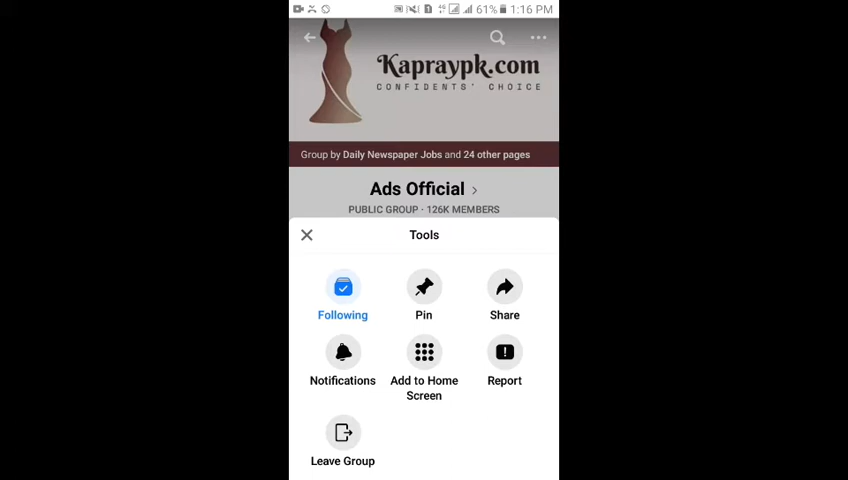 61% 1:16 PM
Kapraypk.com
CONFIDENTS' CHOICE
Group by Daily Newspaper Jobs and 24 other pages
Ads Official >
PUBLIC GROUP · 126K MEMBERS
Tools
Following
Pin
Share
Notifications
Add to Home
Screen
Report
Leave Group